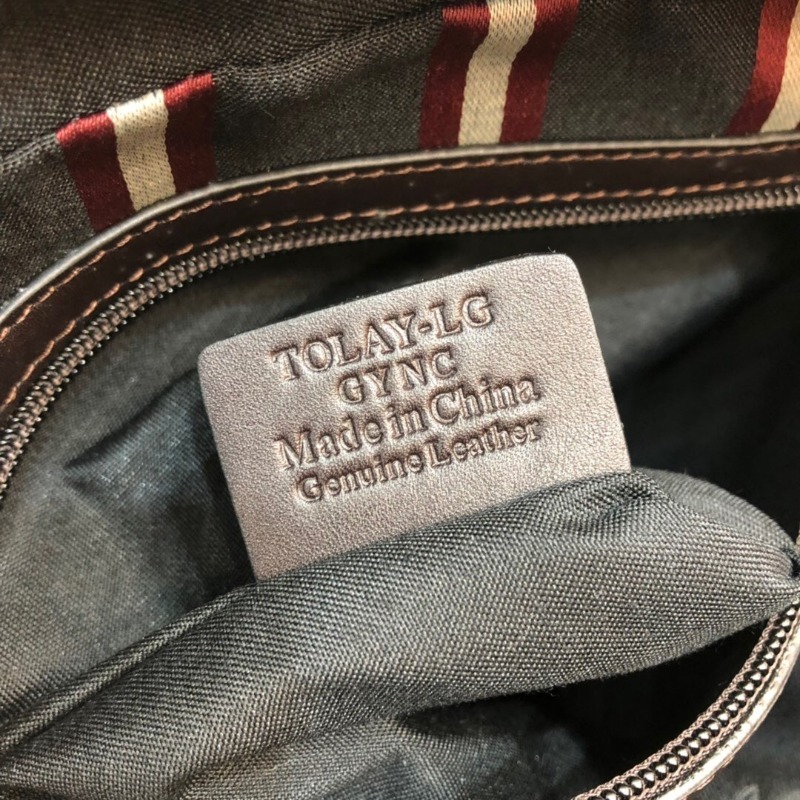 TOLAY-LG
GYNC
Made in China
Genuine Leather